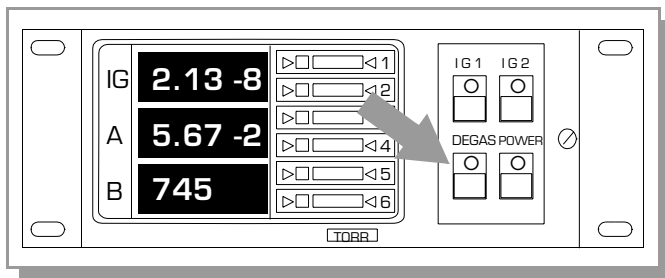 IG 2.13 -8
A 5.67 -2
B 745
1
2
4
5
6
IG1 IG2
DEGAS POWER
TORR